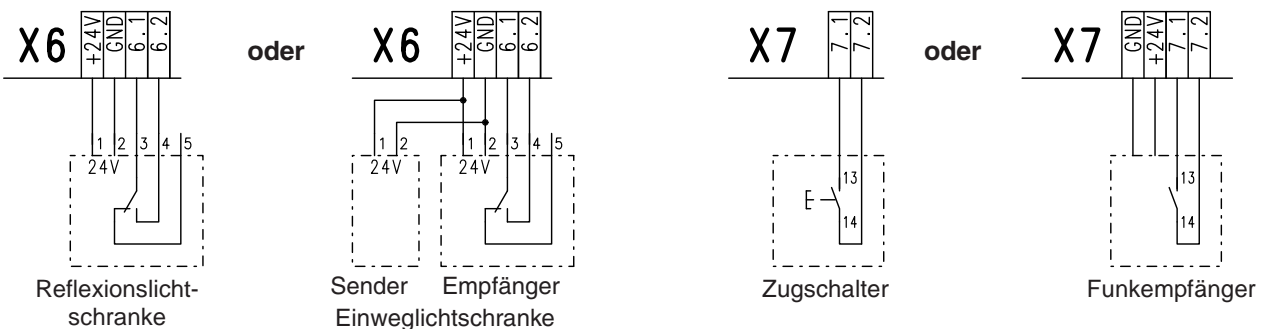 X6 +24V GND 6.1 6.2
oder
X6 +24V GND 6.1 6.2
X7 7.1 7.2
oder
X7 GND +24V 7.1 7.2
1 2 3 4 5
24V
1 2
24V
1 2 3 4 5
24V
13
14
13
14
Reflexionslicht-
schranke
Sender Empfänger
Einweglichtschranke
Zugschalter
Funkempfänger